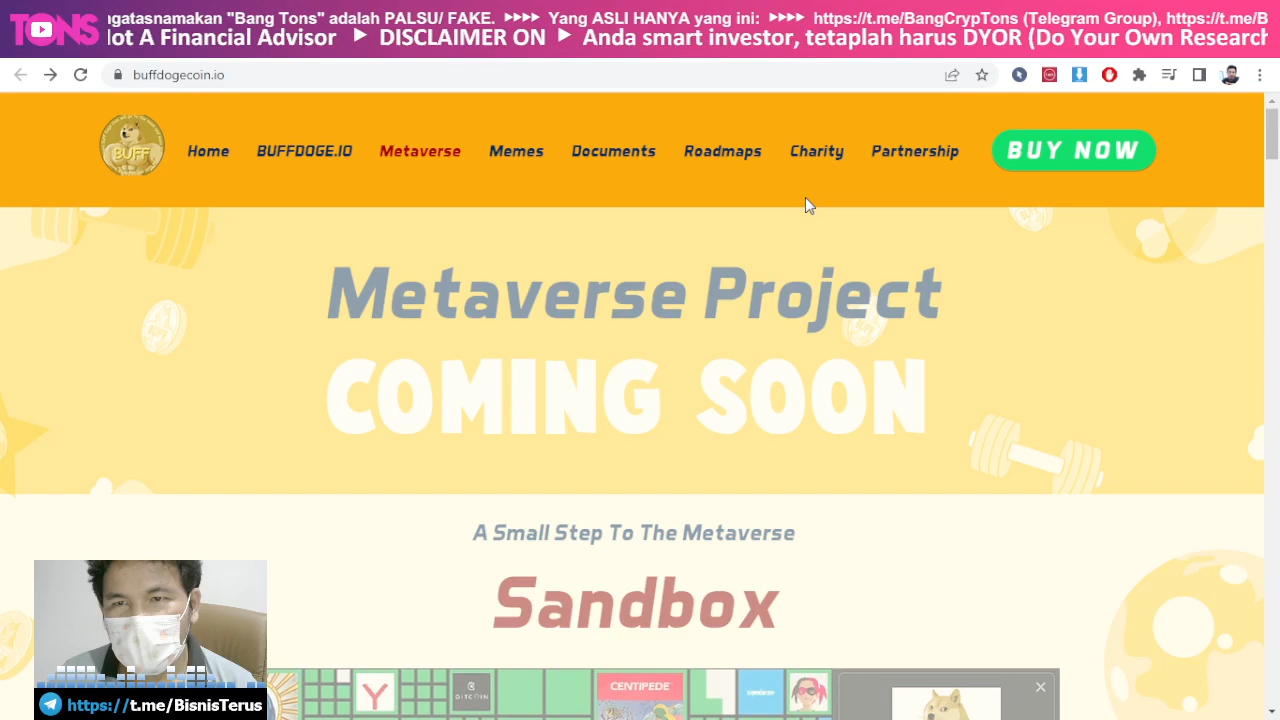 TONS
ngatasnamakan "Bang Tons" adalah PALSU/ FAKE. ►►►► Yang ASLI HANYA yang ini: ►►►► https://t.me/BangCrypTons (Telegram Group), https://t.me/B
lot A Financial Advisor ► DISCLAIMER ON ► Anda smart investor, tetaplah harus DYOR (Do Your Own Research
buffdogecoin.io
BUFF
Home BUFFDOGE.IO Metaverse Memes Documents Roadmaps Charity Partnership BUY NOW
Metaverse Project
COMING SOON
A Small Step To The Metaverse
Sandbox
BITCOIN
CENTIPEDE
https://t.me/BisnisTerus